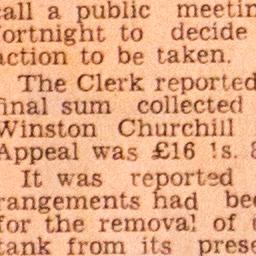 call a public meetin
fortnight to decide
action to be taken.
The Clerk reported
final sum collected
Winston Churchill
Appeal was £16 1s. 8
It was reported
rangements had bee
for the removal of
tank from its prese